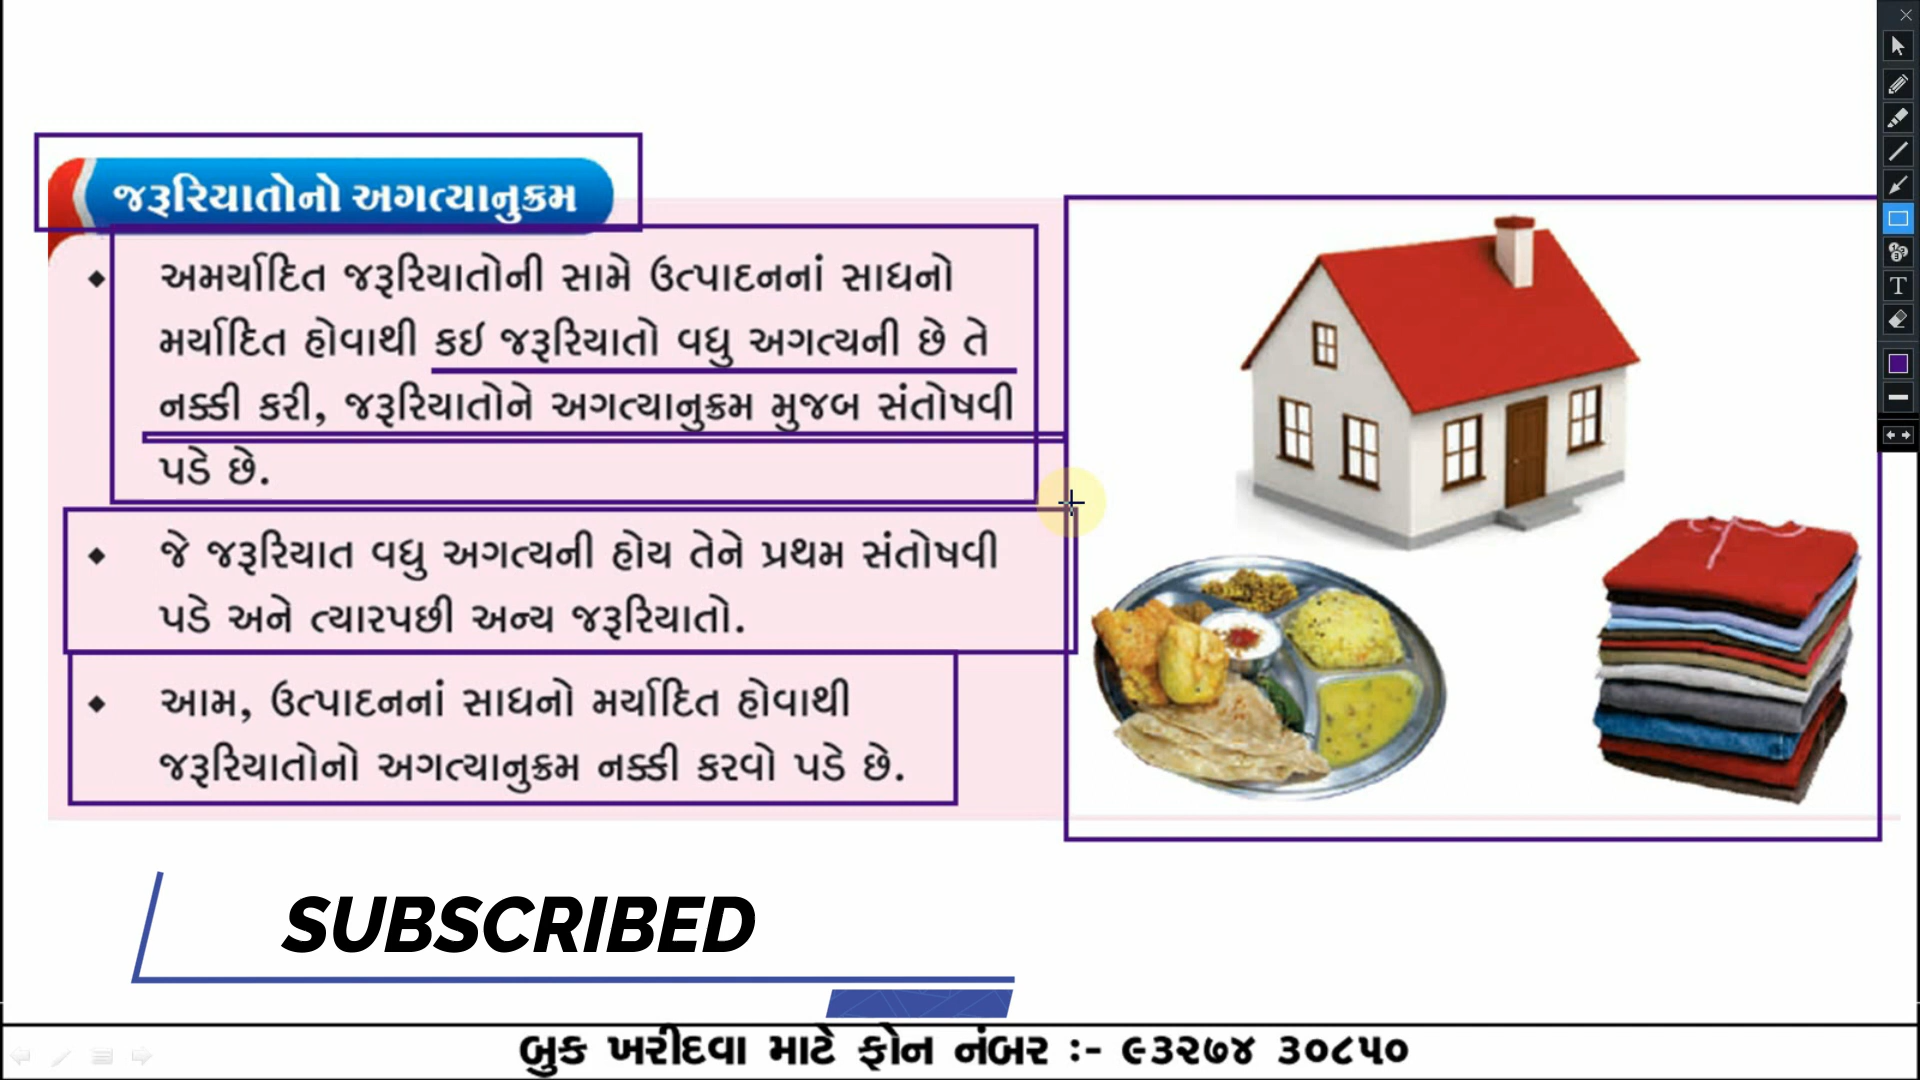 જરૂરિયાતોનો અગત્યાનુક્રમ
◆ અમર્યાદિત જરૂરિયાતોની સામે ઉત્પાદનનાં સાધનો
મર્યાદિત હોવાથી કઇ જરૂરિયાતો વધુ અગત્યની છે તે
નક્કી કરી, જરૂરિયાતોને અગત્યાનુક્રમ મુજબ સંતોષવી
પડે છે.
◆ જે જરૂરિયાત વધુ અગત્યની હોય તેને પ્રથમ સંતોષવી
પડે અને ત્યારપછી અન્ય જરૂરિયાતો.
◆ આમ, ઉત્પાદનનાં સાધનો મર્યાદિત હોવાથી
જરૂરિયાતોનો અગત્યાનુક્રમ નક્કી કરવો પડે છે.
SUBSCRIBED
બુક ખરીદવા માટે ફોન નંબર :- ૯૩૨૭૪ ૩૦૮૫૦